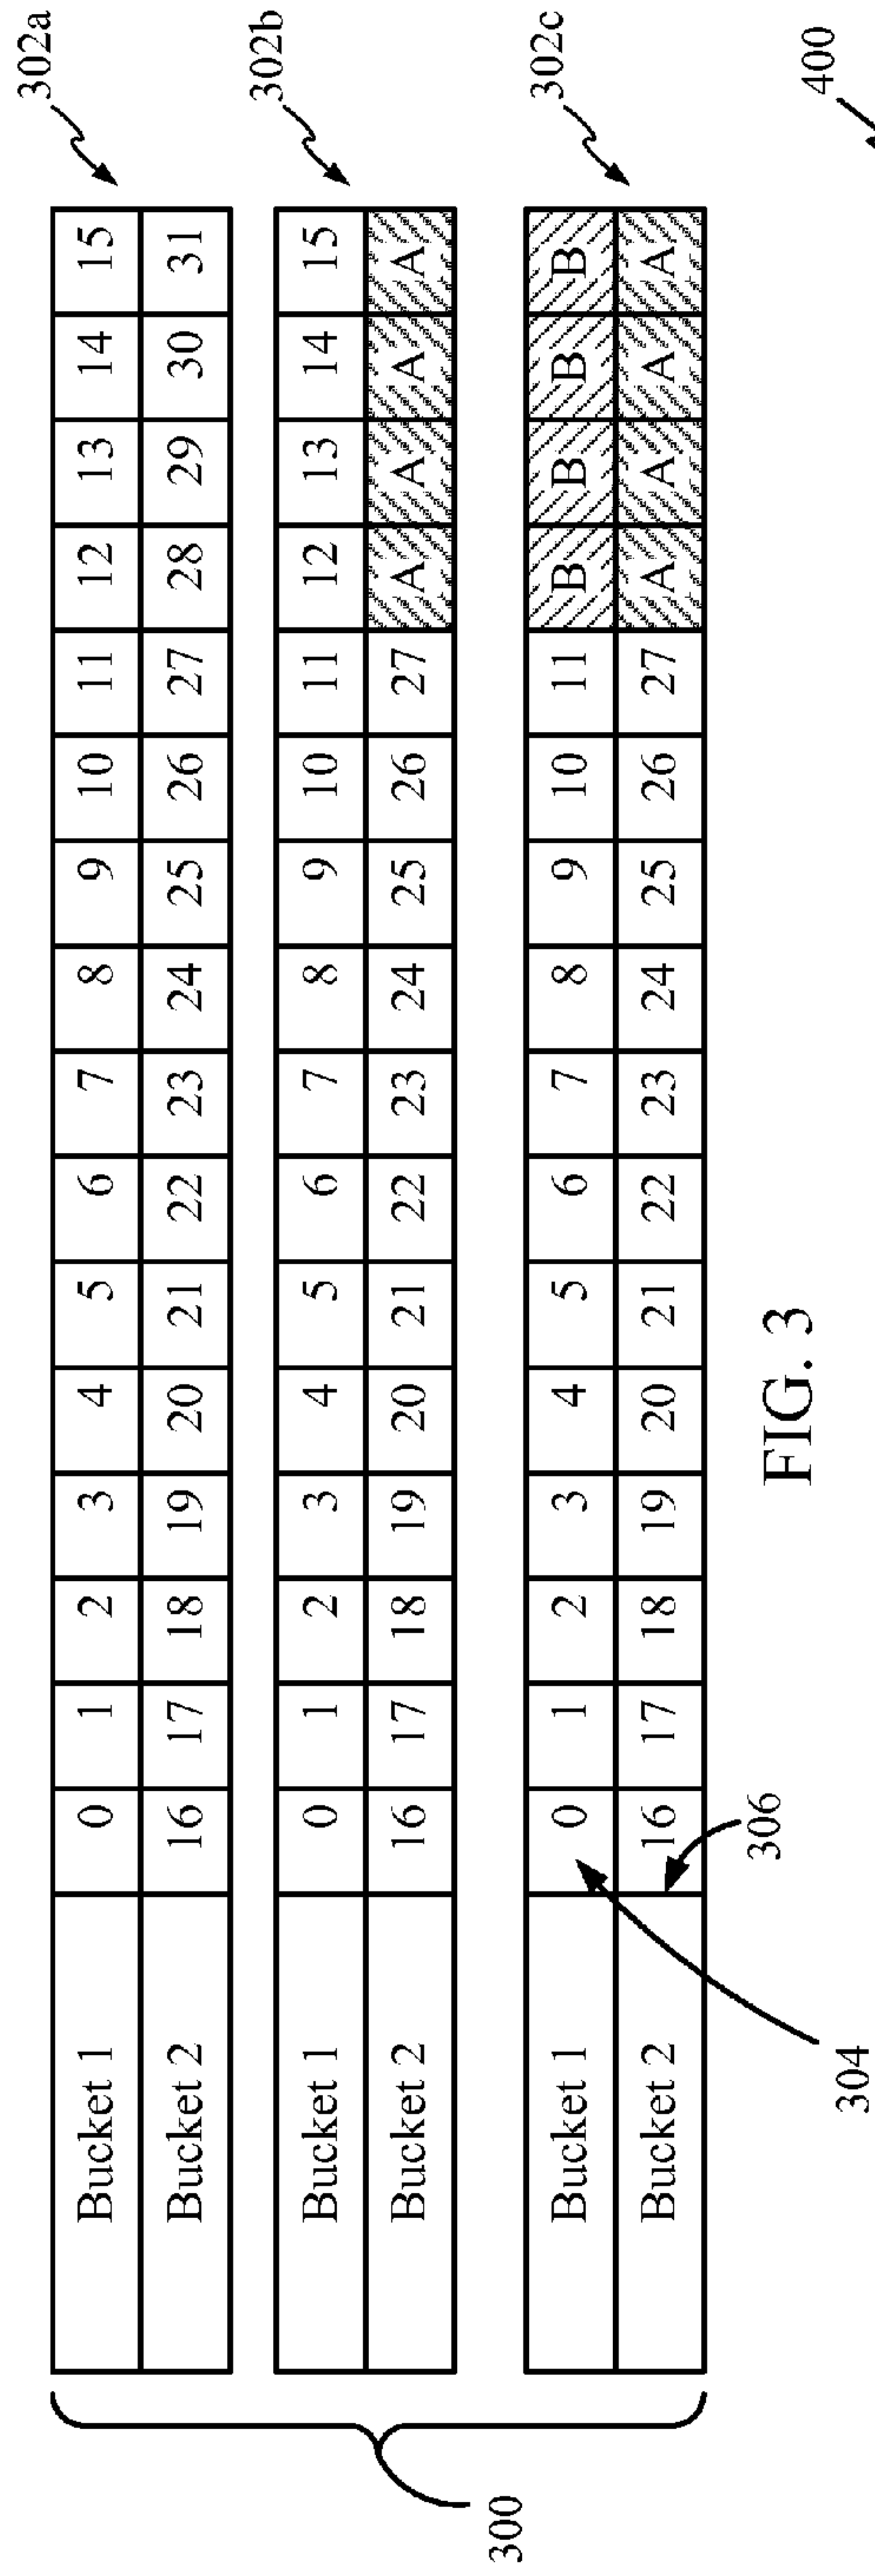 302a
Bucket 1 0 1 2 3 4 5 6 7 8 9 10 11 12 13 14 15
Bucket 2 16 17 18 19 20 21 22 23 24 25 26 27 28 29 30 31
302b
Bucket 1 0 1 2 3 4 5 6 7 8 9 10 11 12 13 14 15
Bucket 2 16 17 18 19 20 21 22 23 24 25 26 27 A A A A
302c
Bucket 1 0 1 2 3 4 5 6 7 8 9 10 11 B B B B
Bucket 2 16 17 18 19 20 21 22 23 24 25 26 27 A A A A
300
306
304
FIG. 3
400